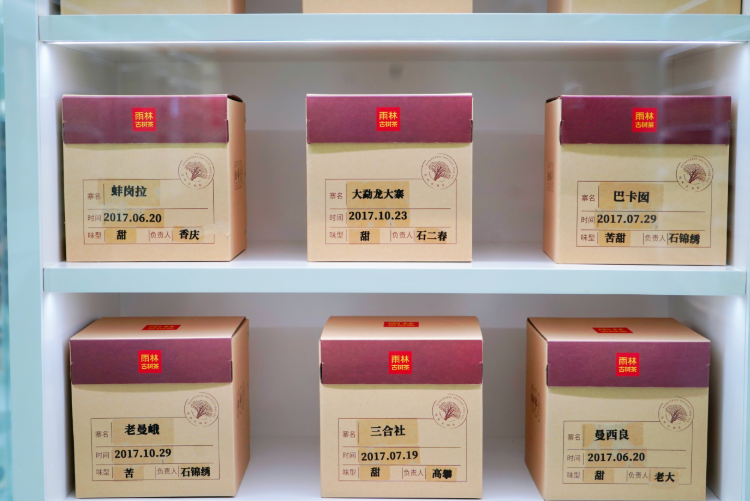 雨林
古树茶
寨名 蚌岗拉
时间 2017.06.20
味型 甜 负责人 香庆
雨林
古树茶
寨名 大勐龙大寨
时间 2017.10.23
味型 甜 负责人 石二春
雨林
古树茶
寨名 巴卡囡
时间 2017.07.29
味型 苦甜 负责人 石锦绣
雨林
古树茶
寨名 老曼峨
时间 2017.10.29
味型 苦 负责人 石锦绣
雨林
古树茶
寨名 三合社
时间 2017.07.19
味型 甜 负责人 高攀
雨林
古树茶
寨名 曼西良
时间 2017.06.20
味型 甜 负责人 老大